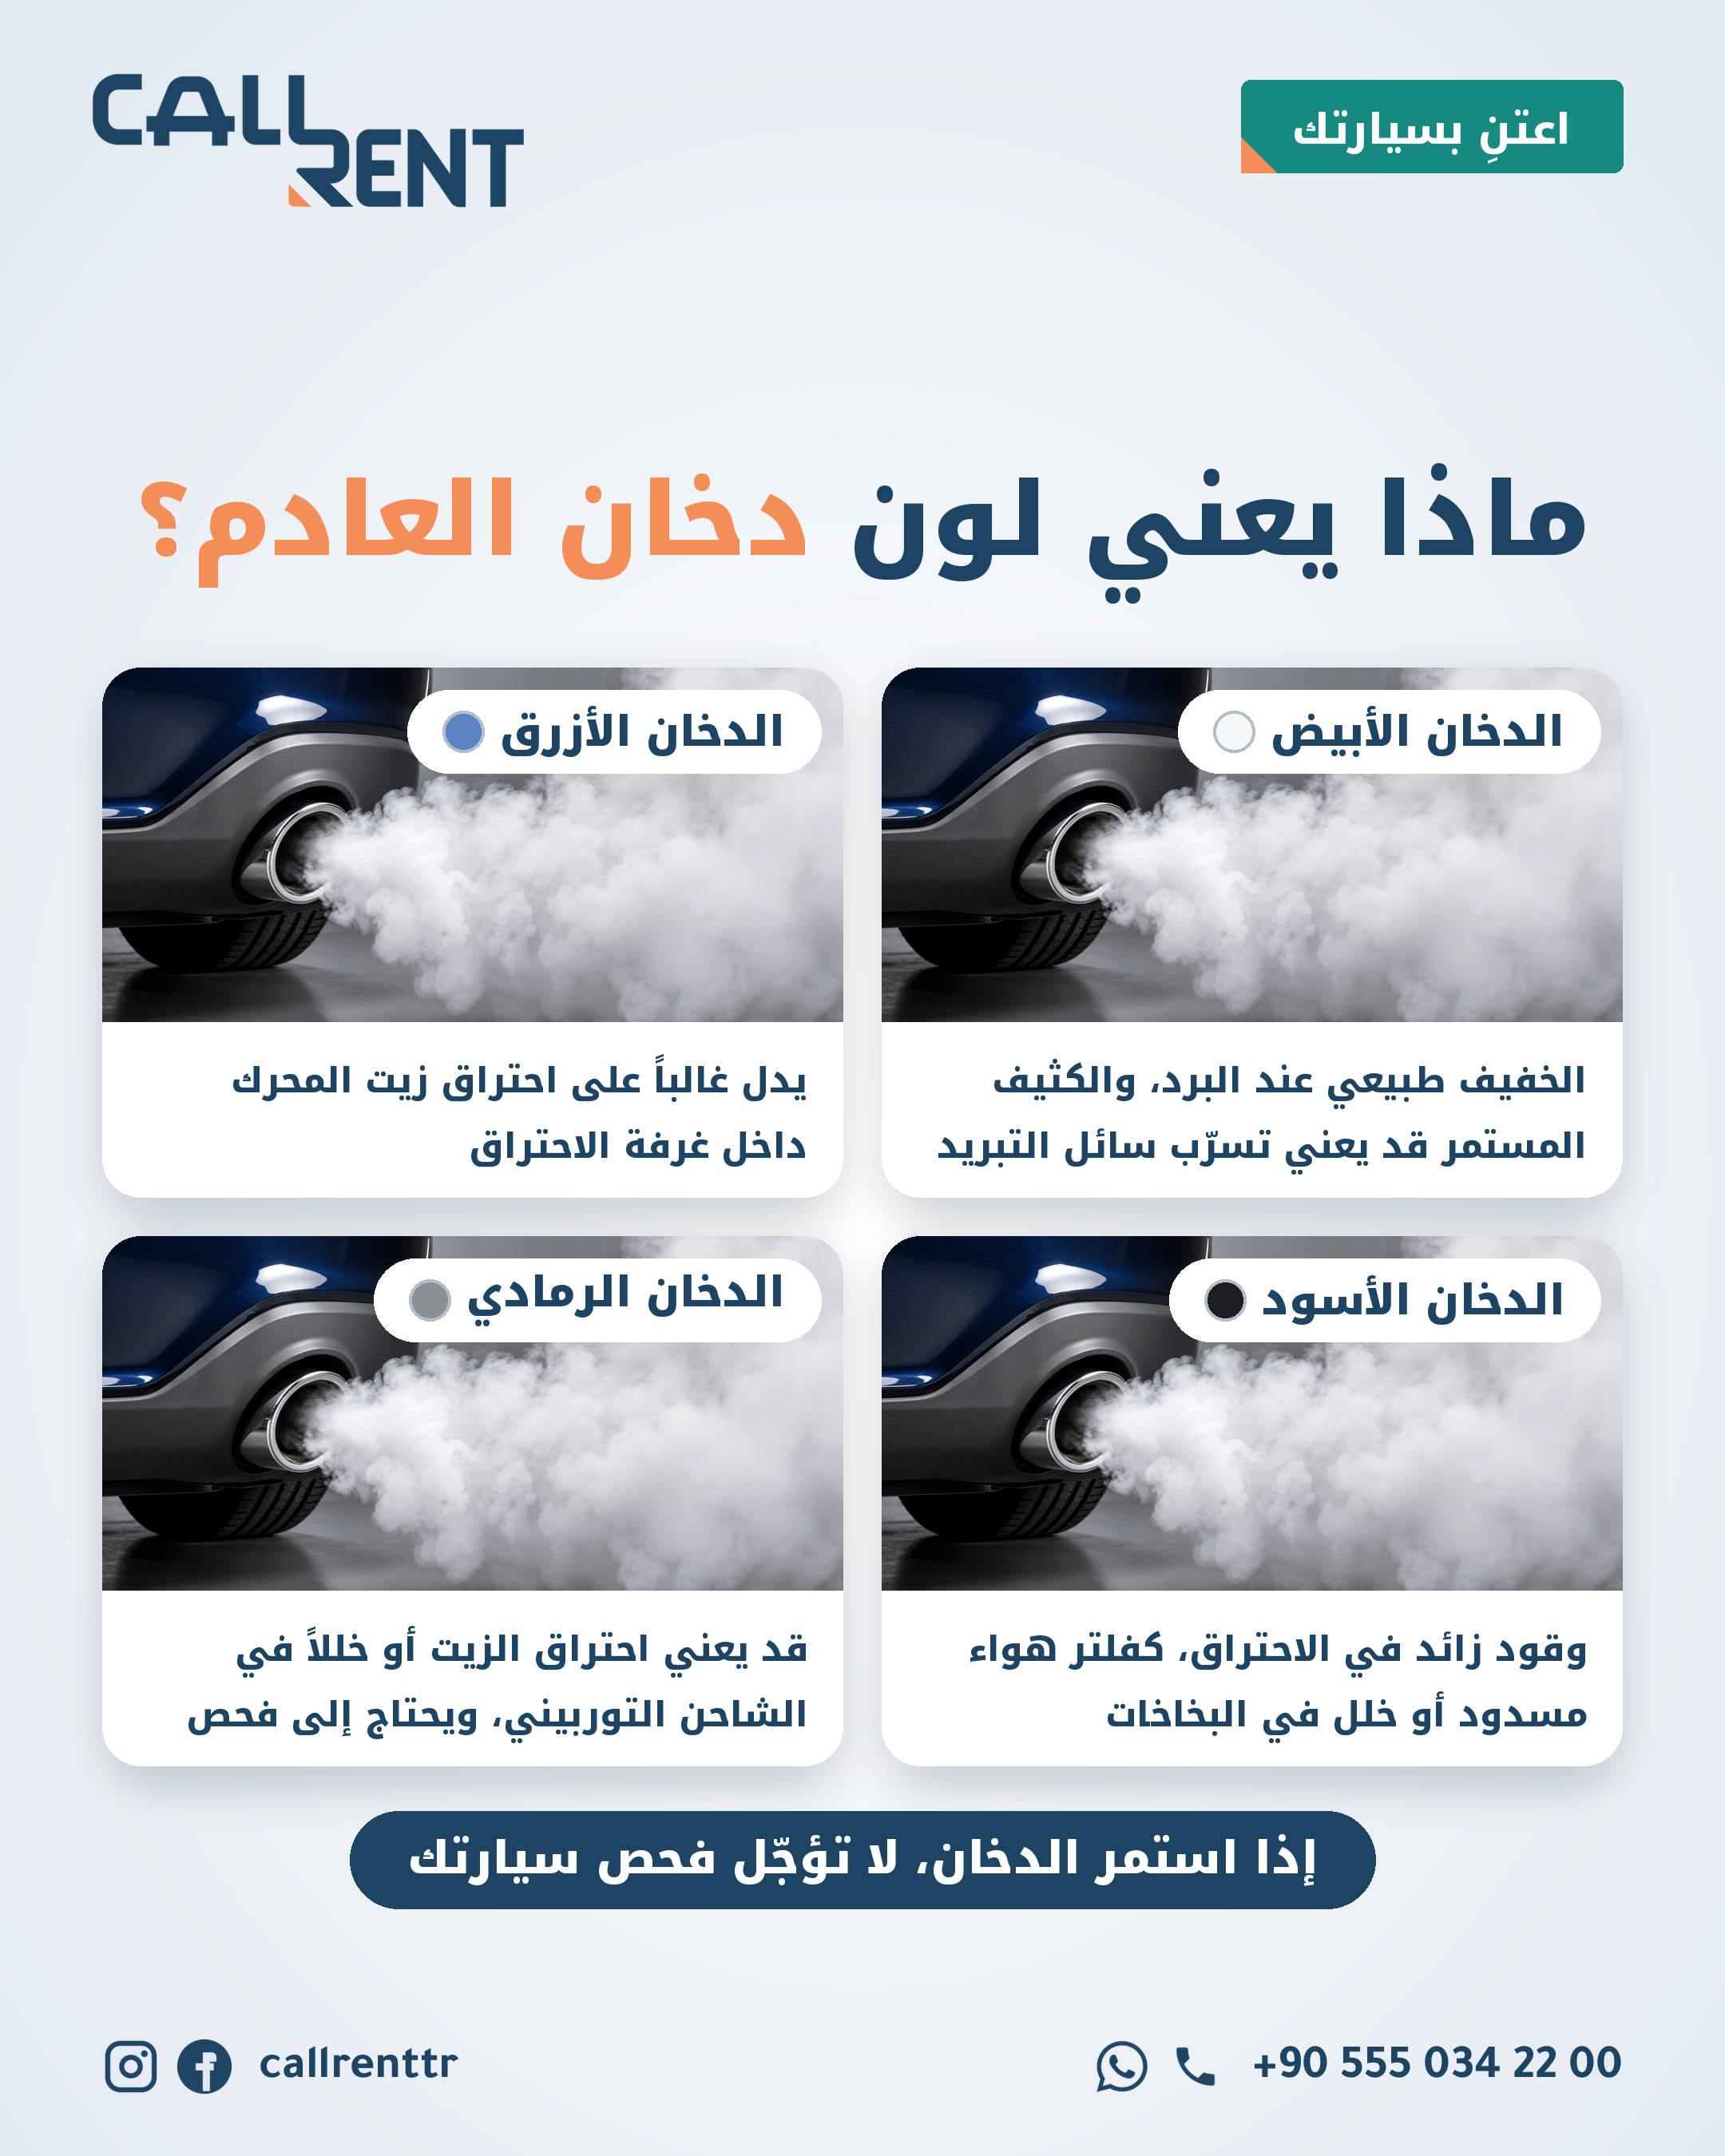 CALL RENT
اعتنِ بسيارتك
ماذا يعني لون دخان العادم؟
الدخان الأبيض
الخفيف طبيعي عند البرد، والكثيف
المستمر قد يعني تسرّب سائل التبريد
الدخان الأزرق
يدل غالباً على احتراق زيت المحرك
داخل غرفة الاحتراق
الدخان الأسود
وقود زائد في الاحتراق، كفلتر هواء
مسدود أو خلل في البخاخات
الدخان الرمادي
قد يعني احتراق الزيت أو خللاً في
الشاحن التوربيني، ويحتاج إلى فحص
إذا استمر الدخان، لا تؤجّل فحص سيارتك
callrenttr
+90 555 034 22 00